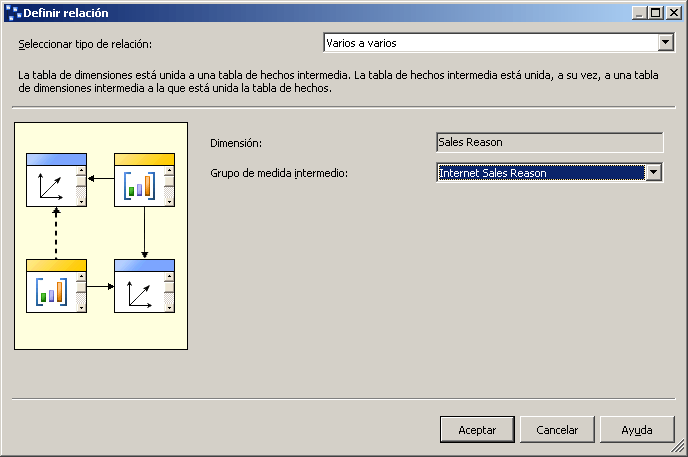 Definir relación
Seleccionar tipo de relación:
Varios a varios
La tabla de dimensiones está unida a una tabla de hechos intermedia. La tabla de hechos intermedia está unida, a su vez, a una tabla
de dimensiones intermedia a la que está unida la tabla de hechos.
Dimensión:
Sales Reason
Grupo de medida intermedio:
Internet Sales Reason
Aceptar
Cancelar
Ayuda